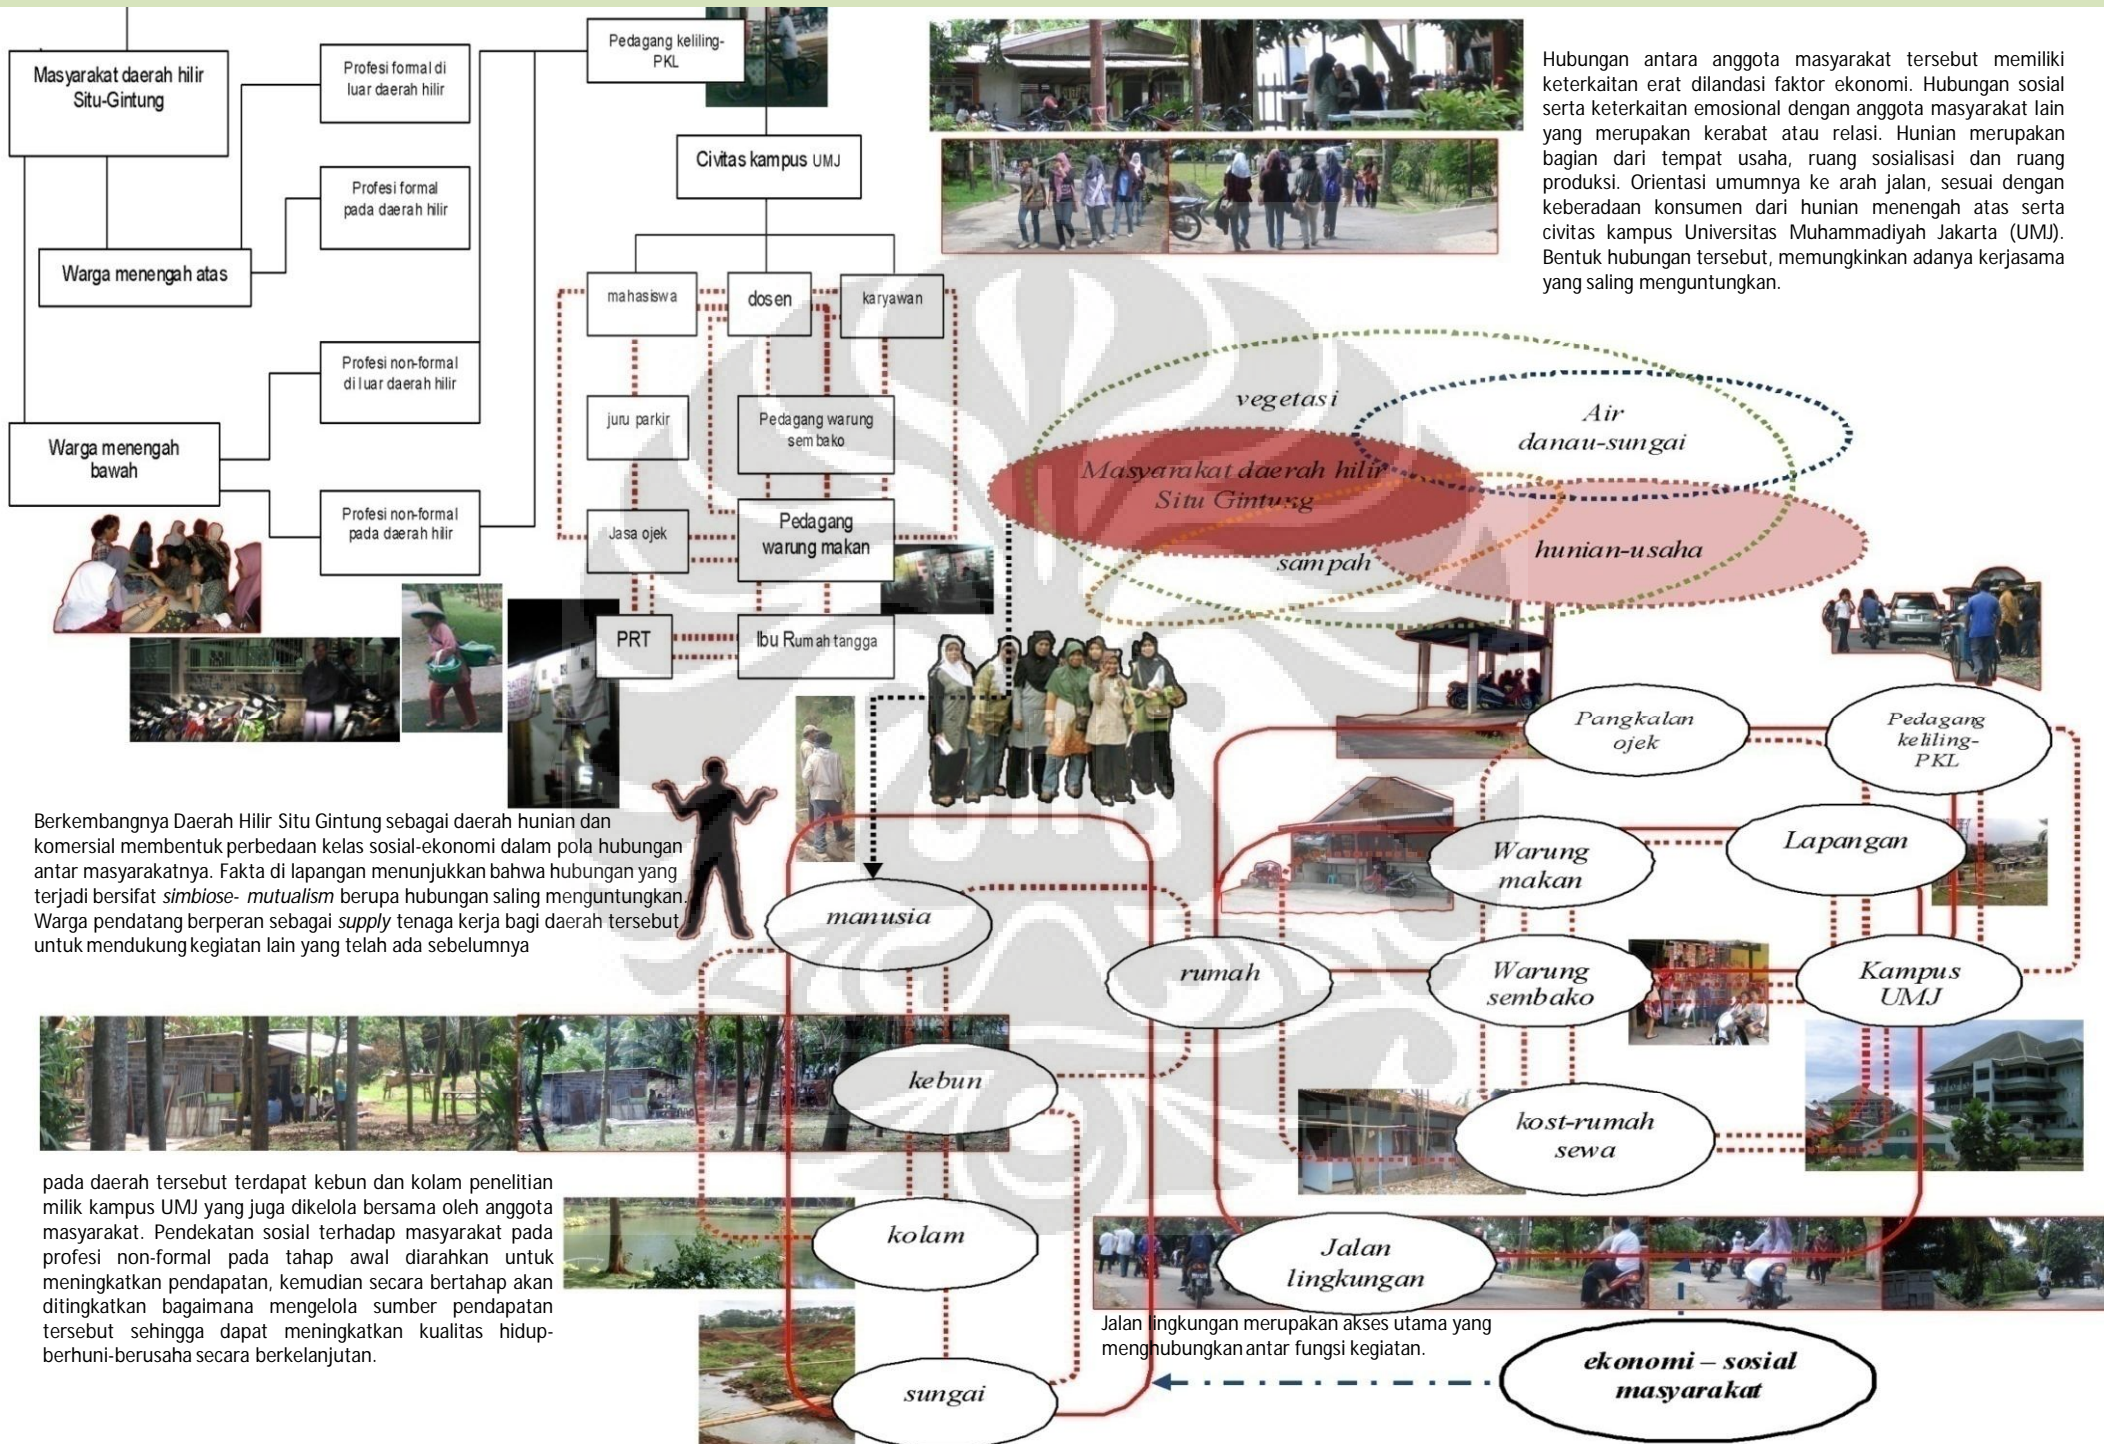 Masyarakat daerah hilir
Situ-Gintung
Profesi formal di
luar daerah hilir
Profesi formal
pada daerah hilir
Warga menengah atas
Profesi non-formal
di luar daerah hilir
Warga menengah
bawah
Profesi non-formal
pada daerah hilir
Pedagang keliling-
PKL
Civitas kampus UMJ
mahasiswa
dosen
karyawan
juru parkir
Pedagang warung
sembako
Jasa ojek
Pedagang
warung makan
PRT
Ibu Rumah tangga
Hubungan antara anggota masyarakat tersebut memiliki
keterkaitan erat dilandasi faktor ekonomi. Hubungan sosial
serta keterkaitan emosional dengan anggota masyarakat lain
yang merupakan kerabat atau relasi. Hunian merupakan
bagian dari tempat usaha, ruang sosialisasi dan ruang
produksi. Orientasi umumnya ke arah jalan, sesuai dengan
keberadaan konsumen dari hunian menengah atas serta
civitas kampus Universitas Muhammadiyah Jakarta (UMJ).
Bentuk hubungan tersebut, memungkinkan adanya kerjasama
yang saling menguntungkan.
vegetasi
Air
danau-sungai
Masyarakat daerah hilir
Situ Gintung
hunian-usaha
sampah
Berkembangnya Daerah Hilir Situ Gintung sebagai daerah hunian dan
komersial membentuk perbedaan kelas sosial-ekonomi dalam pola hubungan
antar masyarakatnya. Fakta di lapangan menunjukkan bahwa hubungan yang
terjadi bersifat simbiose- mutualism berupa hubungan saling menguntungkan.
Warga pendatang berperan sebagai supply tenaga kerja bagi daerah tersebut
untuk mendukung kegiatan lain yang telah ada sebelumnya
Pangkalan
ojek
Pedagang
keliling-
PKL
Warung
makan
Lapangan
manusia
rumah
Warung
sembako
Kampus
UMJ
kebun
kost-rumah
sewa
kolam
Jalan
lingkungan
sungai
pada daerah tersebut terdapat kebun dan kolam penelitian
milik kampus UMJ yang juga dikelola bersama oleh anggota
masyarakat. Pendekatan sosial terhadap masyarakat pada
profesi non-formal pada tahap awal diarahkan untuk
meningkatkan pendapatan, kemudian secara bertahap akan
ditingkatkan bagaimana mengelola sumber pendapatan
tersebut sehingga dapat meningkatkan kualitas hidup-
berhuni-berusaha secara berkelanjutan.
Jalan lingkungan merupakan akses utama yang
menghubungkan antar fungsi kegiatan.
ekonomi – sosial
masyarakat